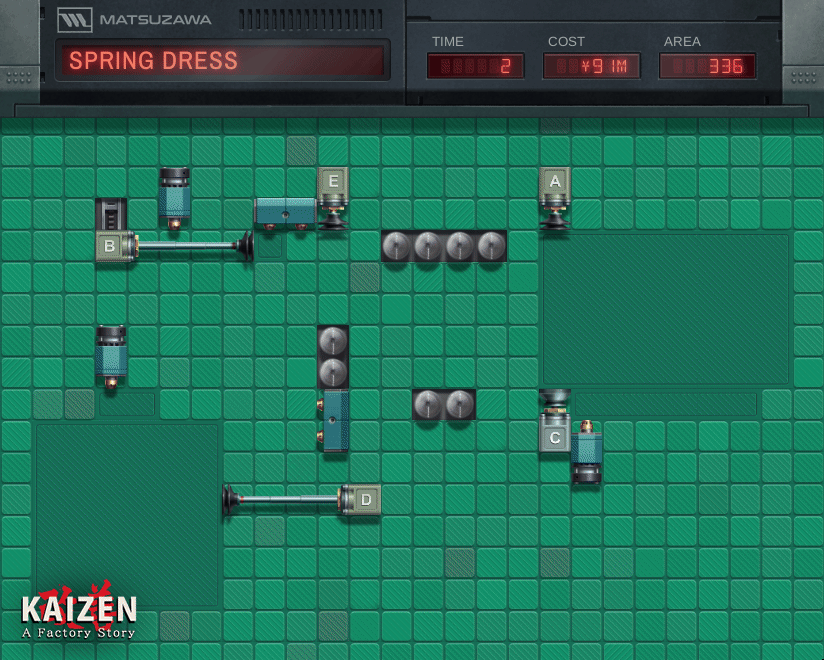 MATSUZAWA
SPRING DRESS
TIME
COST
AREA
2
¥91M
336
E
A
B
C
D
KAIZEN
A Factory Story